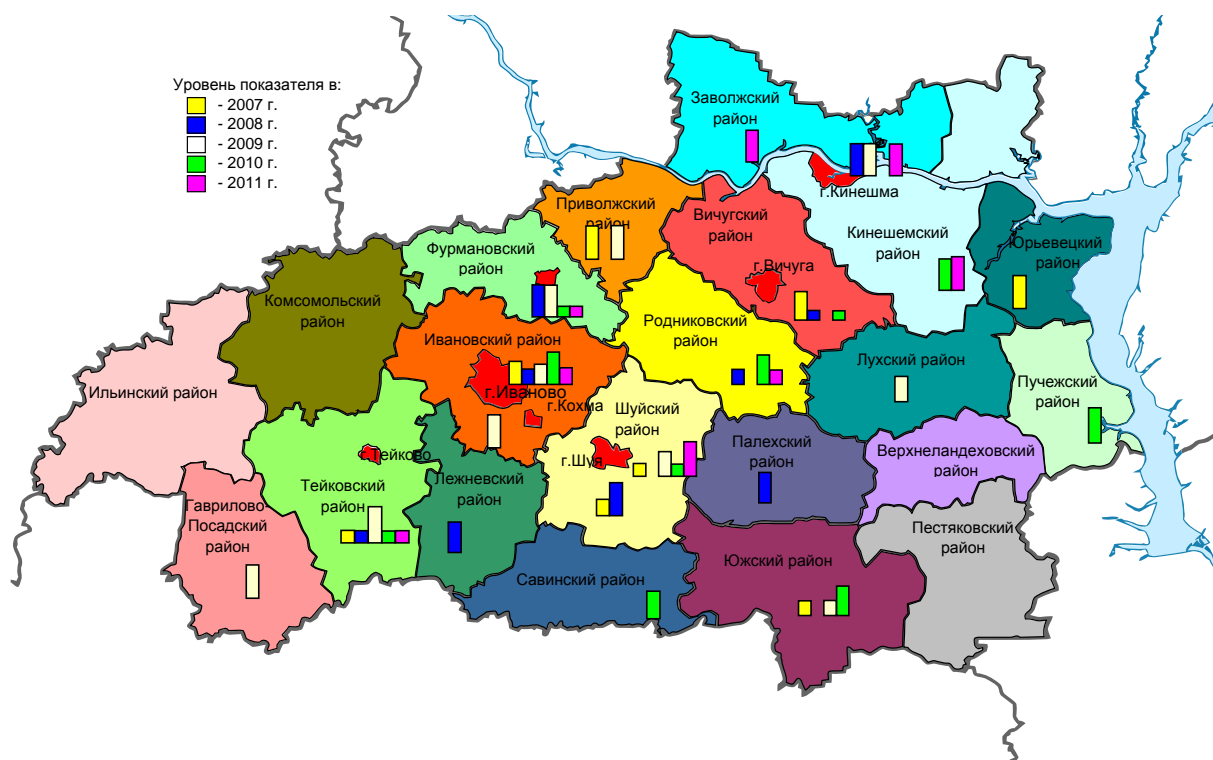 Уровень показателя в:
- 2007 г.
- 2008 г.
- 2009 г.
- 2010 г.
- 2011 г.
Заволжский
район
г.Кинешма
Приволжский
район
Вичугский
район
Кинешемский
район
Юрьевецкий
район
Фурмановский
район
г.Вичуга
Комсомольский
район
Родниковский
район
Ивановский район
Лухский район
Ильинский район
г.Иваново
г.Кохма
Пучежский
район
Шуйский
район
Палехский
район
Верхнеландеховский
район
г.Шуя
г.Тейково
Тейковский
район
Лежневский
район
Гаврилово-
Посадский
район
Пестяковский
район
Савинский район
Южский район